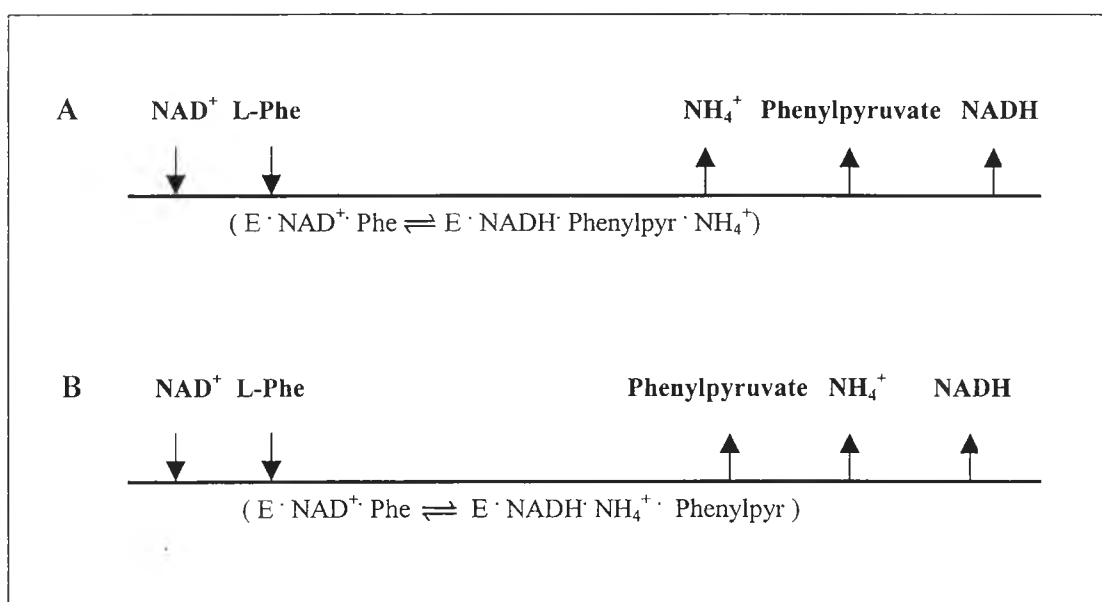 A NAD⁺ L-Phe NH₄⁺ Phenylpyruvate NADH
( E · NAD⁺· Phe ⇌ E · NADH· Phenylpyr · NH₄⁺)
B NAD⁺ L-Phe Phenylpyruvate NH₄⁺ NADH
( E · NAD⁺· Phe ⇌ E · NADH· NH₄⁺ · Phenylpyr )